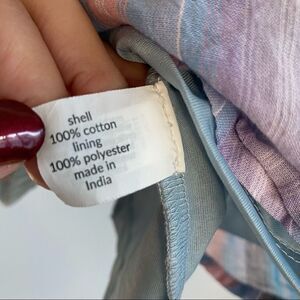 shell
100% cotton
lining
100% polyester
made in
India